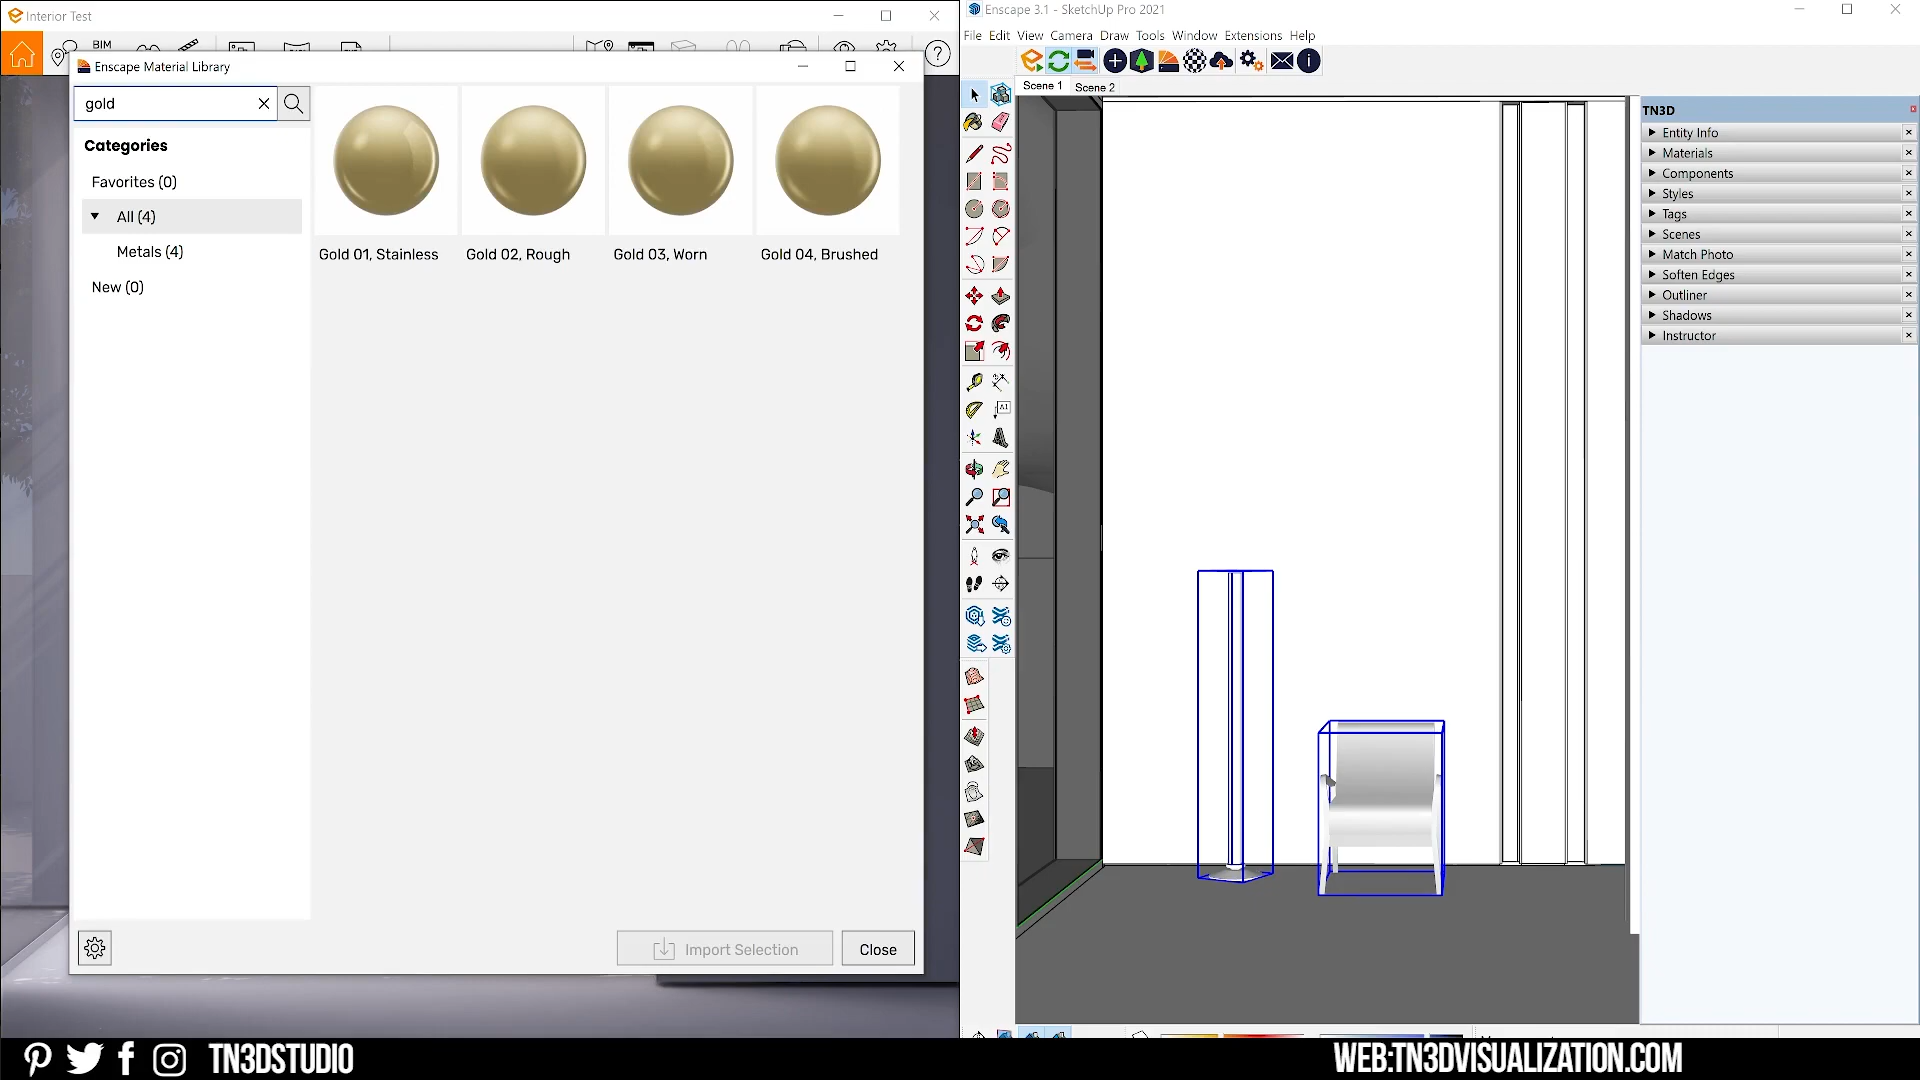 Interior Test
BIM
Enscape Material Library
gold
Categories
Favorites (0)
All (4)
Metals (4)
New (0)
Gold 01, Stainless
Gold 02, Rough
Gold 03, Worn
Gold 04, Brushed
Import Selection
Close
Enscape 3.1 - SketchUp Pro 2021
File Edit View Camera Draw Tools Window Extensions Help
Scene 1
Scene 2
TN3D
Entity Info
Materials
Components
Styles
Tags
Scenes
Match Photo
Soften Edges
Outliner
Shadows
Instructor
TN3DSTUDIO
WEB:TN3DVISUALIZATION.COM